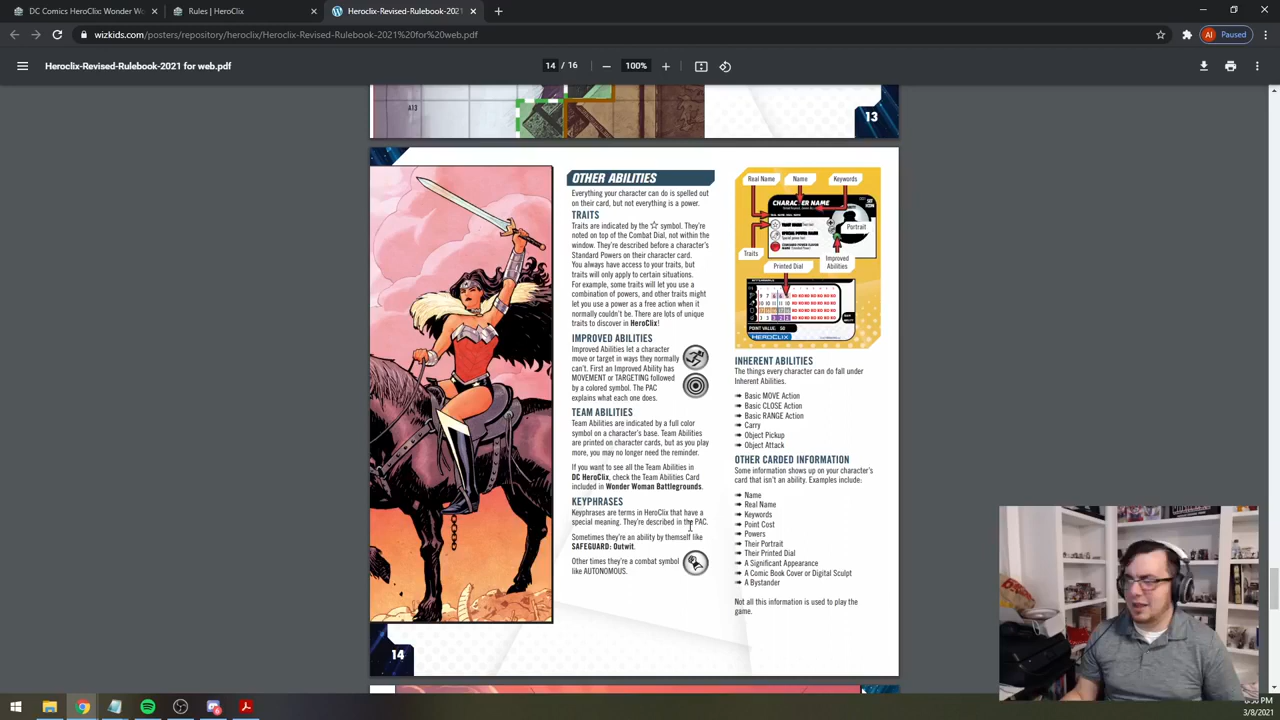 DC Comics HeroClix Wonder Wo
Rules | HeroClix
Heroclix-Revised-Rulebook-2021
wizkids.com/posters/repository/heroclix/Heroclix-Revised-Rulebook-2021%20for%20web.pdf
Paused
Heroclix-Revised-Rulebook-2021 for web.pdf
14 / 16
100%
A13
13
OTHER ABILITIES
Everything your character can do is spelled out
on their card, but not everything is a power.
TRAITS
Traits are indicated by the ☆ symbol. They're
noted on top of the Combat Dial, not within the
window. They're described before a character's
Standard Powers on their character card.
You always have access to your traits, but
traits will only apply to certain situations.
For example, some traits will let you use a
combination of powers, and other traits might
let you use a power as a free action when it
normally couldn't be. There are lots of unique
traits to discover in HeroClix!
IMPROVED ABILITIES
Improved Abilities let a character
move or target in ways they normally
can't. First an Improved Ability has
MOVEMENT or TARGETING followed
by a colored symbol. The PAC
explains what each one does.
TEAM ABILITIES
Team Abilities are indicated by a full color
symbol on a character's base. Team Abilities
are printed on character cards, but as you play
more, you may no longer need the reminder.
If you want to see all the Team Abilities in
DC HeroClix, check the Team Abilities Card
included in Wonder Woman Battlegrounds.
KEYPHRASES
Keyphrases are terms in HeroClix that have a
special meaning. They're described in the PAC.
Sometimes they're an ability by themself like
SAFEGUARD: Outwit.
Other times they're a combat symbol
like AUTONOMOUS.
14
Real Name
Name
Keywords
CHARACTER NAME
Portrait
Traits
Improved
Abilities
Printed Dial
POINT VALUE: 50
HEROCLIX
INHERENT ABILITIES
The things every character can do fall under
Inherent Abilities.
➠ Basic MOVE Action
➠ Basic CLOSE Action
➠ Basic RANGE Action
➠ Carry
➠ Object Pickup
➠ Object Attack
OTHER CARDED INFORMATION
Some information shows up on your character's
card that isn't an ability. Examples include:
➠ Name
➠ Real Name
➠ Keywords
➠ Point Cost
➠ Powers
➠ Their Portrait
➠ Their Printed Dial
➠ A Significant Appearance
➠ A Comic Book Cover or Digital Sculpt
➠ A Bystander
Not all this information is used to play the
game.
3/8/2021